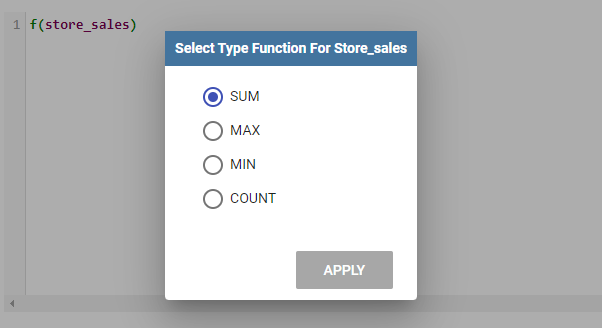 1 f(store_sales)
Select Type Function For Store_sales
SUM
MAX
MIN
COUNT
APPLY